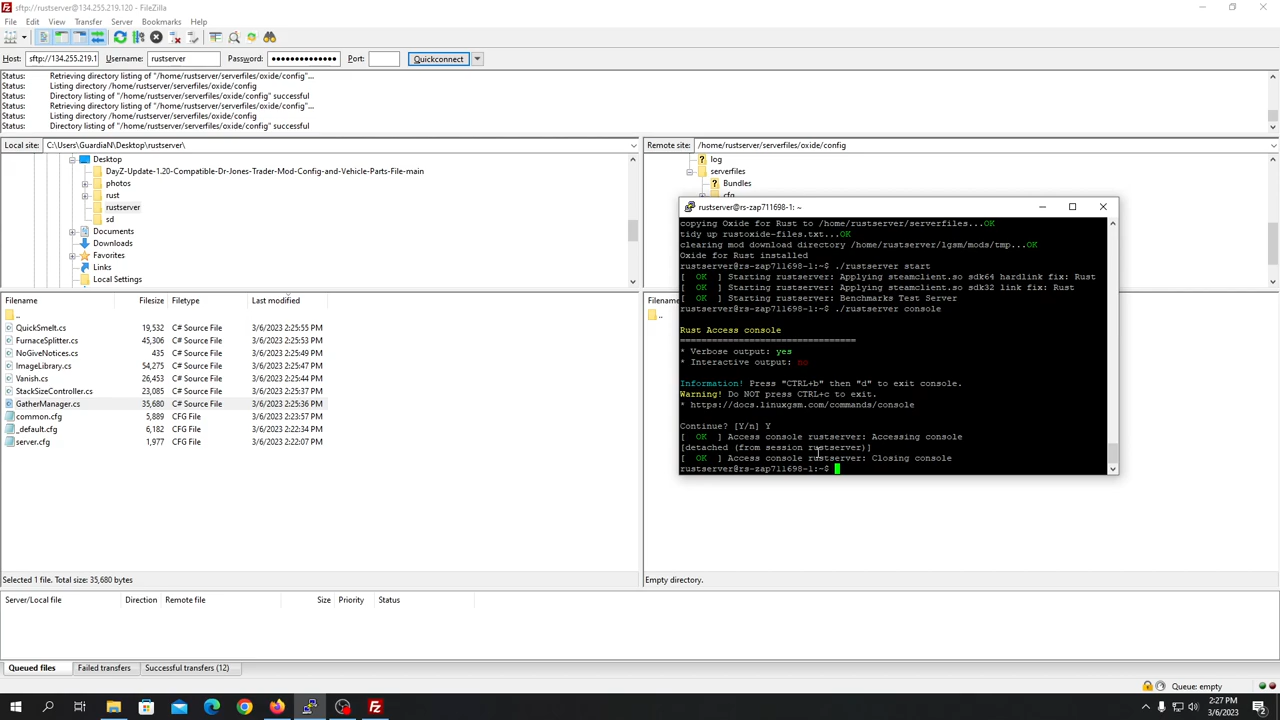 sftp://rustserver@134.255.219.120 - FileZilla
File Edit View Transfer Server Bookmarks Help
Host: sftp://134.255.219.1 Username: rustserver Password: ●●●●●●●●●●●●●● Port: Quickconnect
Status: Retrieving directory listing of "/home/rustserver/serverfiles/oxide/config"...
Status: Listing directory /home/rustserver/serverfiles/oxide/config
Status: Directory listing of "/home/rustserver/serverfiles/oxide/config" successful
Status: Retrieving directory listing of "/home/rustserver/serverfiles/oxide/config"...
Status: Listing directory /home/rustserver/serverfiles/oxide/config
Status: Directory listing of "/home/rustserver/serverfiles/oxide/config" successful
Local site: C:\Users\GuardiaN\Desktop\rustserver\
Desktop
DayZ-Update-1.20-Compatible-Dr-Jones-Trader-Mod-Config-and-Vehicle-Parts-File-main
photos
rust
rustserver
sd
Documents
Downloads
Favorites
Links
Local Settings
Filename Filesize Filetype Last modified
..
QuickSmelt.cs 19,532 C# Source File 3/6/2023 2:25:55 PM
FurnaceSplitter.cs 45,306 C# Source File 3/6/2023 2:25:53 PM
NoGiveNotices.cs 435 C# Source File 3/6/2023 2:25:49 PM
ImageLibrary.cs 54,275 C# Source File 3/6/2023 2:25:47 PM
Vanish.cs 26,453 C# Source File 3/6/2023 2:25:44 PM
StackSizeController.cs 23,085 C# Source File 3/6/2023 2:25:37 PM
GatherManager.cs 35,680 C# Source File 3/6/2023 2:25:36 PM
common.cfg 5,889 CFG File 3/6/2023 2:23:54 PM
_default.cfg 17,436 CFG File 3/6/2023 2:22:34 PM
server.cfg 1,977 CFG File 3/6/2023 2:22:07 PM
Selected 1 file. Total size: 35,680 bytes
Remote site: /home/rustserver/serverfiles/oxide/config
log
serverfiles
Bundles
cfg
Filename
..
Empty directory.
rustserver@rs-zap711698-1: ~
copying Oxide for Rust to /home/rustserver/serverfiles...OK
tidy up rustoxide-files.txt...OK
clearing mod download directory /home/rustserver/lgsm/mods/tmp...OK
Oxide for Rust installed
rustserver@rs-zap711698-1:~$ ./rustserver start
[ OK ] Starting rustserver: Applying steamclient.so sdk64 hardlink fix: Rust
[ OK ] Starting rustserver: Applying steamclient.so sdk32 link fix: Rust
[ OK ] Starting rustserver: Benchmarks Test Server
rustserver@rs-zap711698-1:~$ ./rustserver console
Rust Access console
=================================
* Verbose output: yes
* Interactive output: no
Information! Press "CTRL+b" then "d" to exit console.
Warning! Do NOT press CTRL+c to exit.
* https://docs.linuxgsm.com/commands/console
Continue? [Y/n] Y
[ OK ] Access console rustserver: Accessing console
[detached (from session rustserver)]
[ OK ] Access console rustserver: Closing console
rustserver@rs-zap711698-1:~$
Server/Local file Direction Remote file Size Priority Status
Queued files Failed transfers Successful transfers (12)
Queue: empty
2:27 PM
3/6/2023